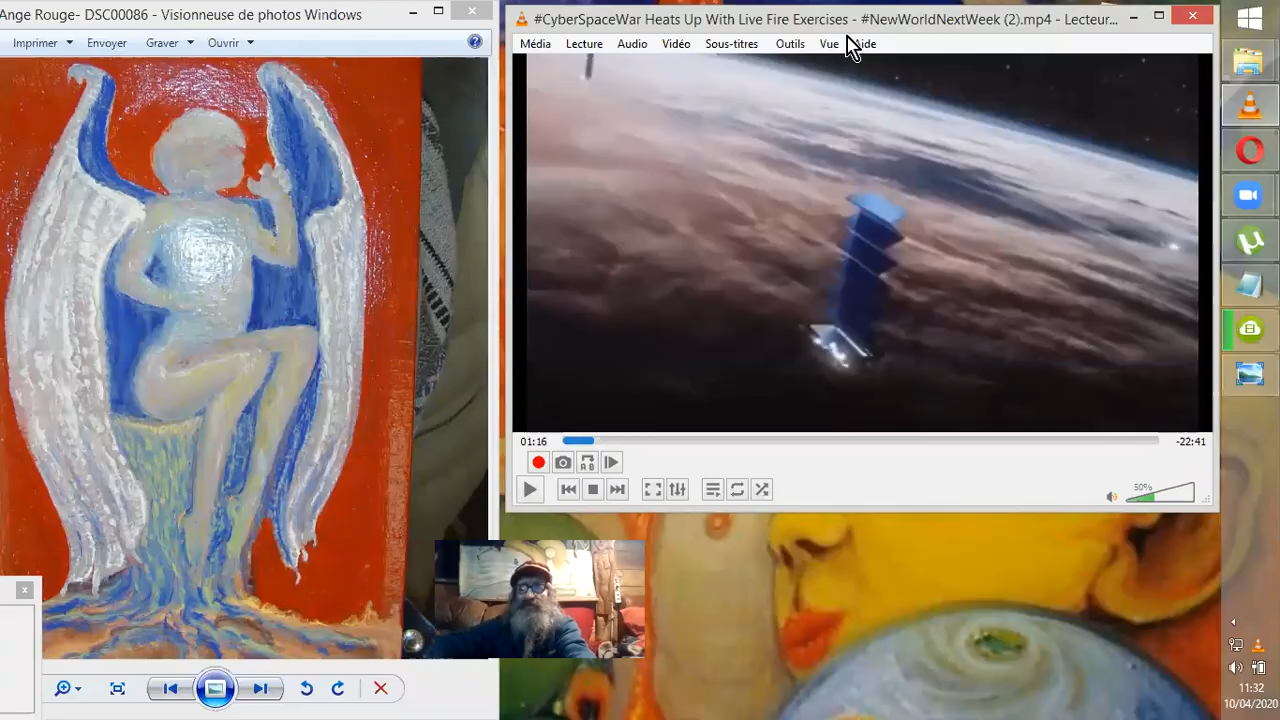 Ange Rouge- DSC00086 - Visionneuse de photos Windows
Imprimer Envoyer Graver Ouvrir
#CyberSpaceWar Heats Up With Live Fire Exercises - #NewWorldNextWeek (2).mp4 - Lecteur...
Média Lecture Audio Vidéo Sous-titres Outils Vue Aide
01:16
-22:41
50%
11:32
10/04/2020